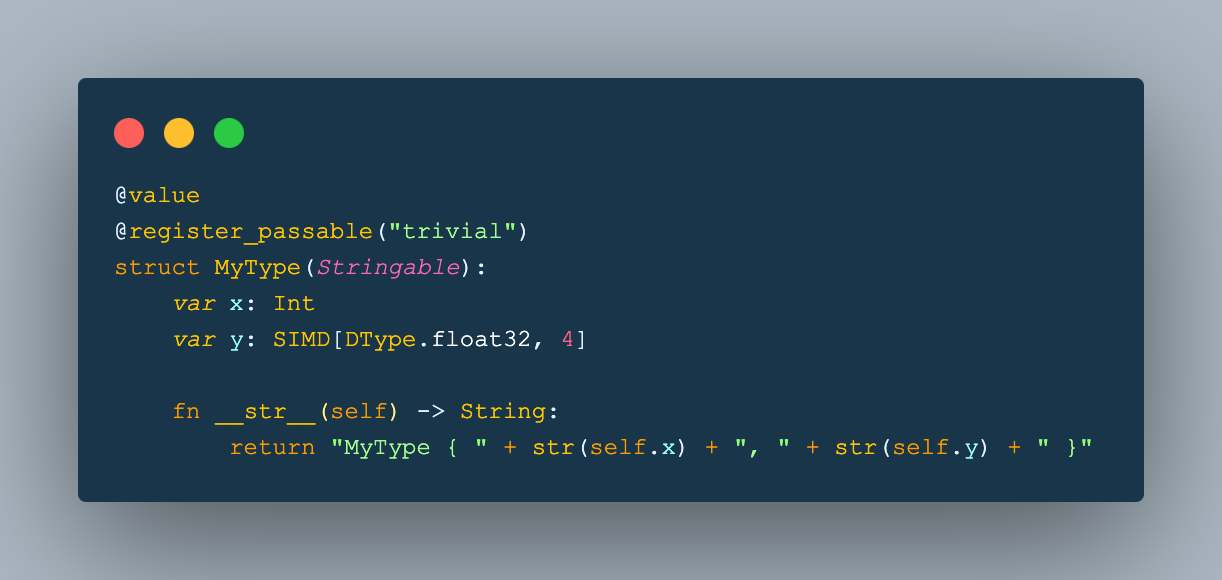 @value
@register_passable("trivial")
struct MyType(Stringable):
    var x: Int
    var y: SIMD[DType.float32, 4]

    fn __str__(self) -> String:
        return "MyType { " + str(self.x) + ", " + str(self.y) + " }"